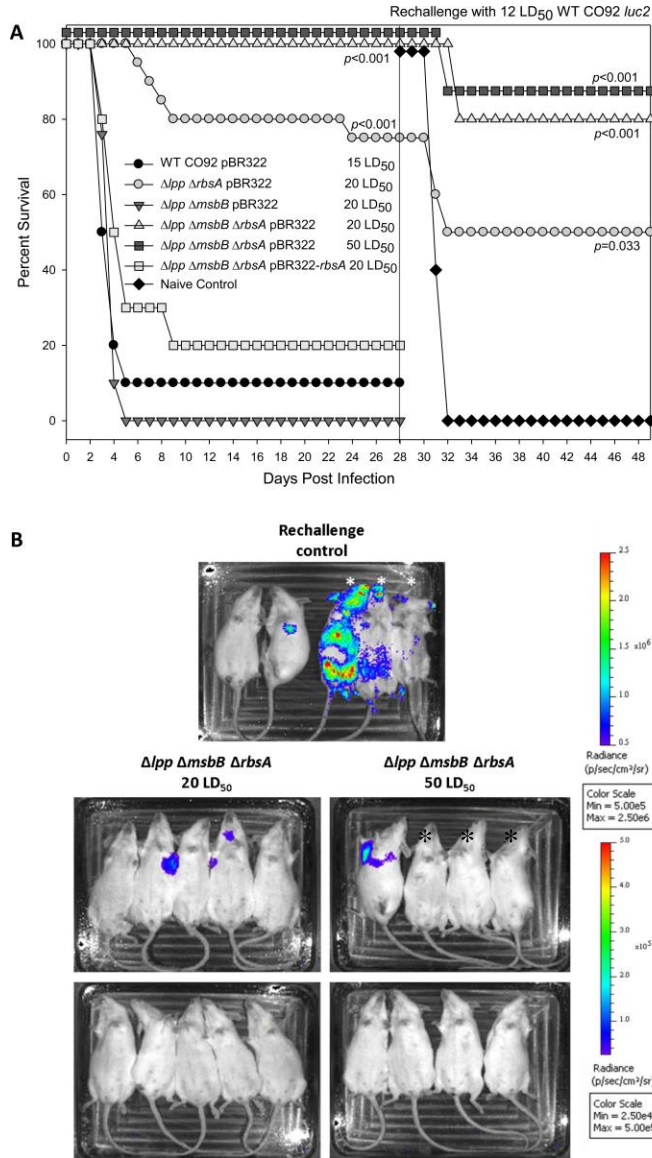 Rechallenge with 12 LD50 WT CO92 luc2
A
100
80
60
40
20
0
Percent Survival
p<0.001
p<0.001
p<0.001
p<0.001
p=0.033
WT CO92 pBR322 15 LD50
Δlpp ΔrbsA pBR322 20 LD50
Δlpp ΔmsbB pBR322 20 LD50
Δlpp ΔmsbB ΔrbsA pBR322 20 LD50
Δlpp ΔmsbB ΔrbsA pBR322 50 LD50
Δlpp ΔmsbB ΔrbsA pBR322-rbsA 20 LD50
Naive Control
0 2 4 6 8 10 12 14 16 18 20 22 24 26 28 30 32 34 36 38 40 42 44 46 48
Days Post Infection
B
Rechallenge
control
* * *
2.5
2.0
1.5
x10⁶
1.0
0.5
Radiance
(p/sec/cm²/sr)
Color Scale
Min = 5.00e5
Max = 2.50e6
Δlpp ΔmsbB ΔrbsA
20 LD50
Δlpp ΔmsbB ΔrbsA
50 LD50
* * *
5.0
4.0
3.0
x10⁵
2.0
1.0
Radiance
(p/sec/cm²/sr)
Color Scale
Min = 2.50e4
Max = 5.00e5